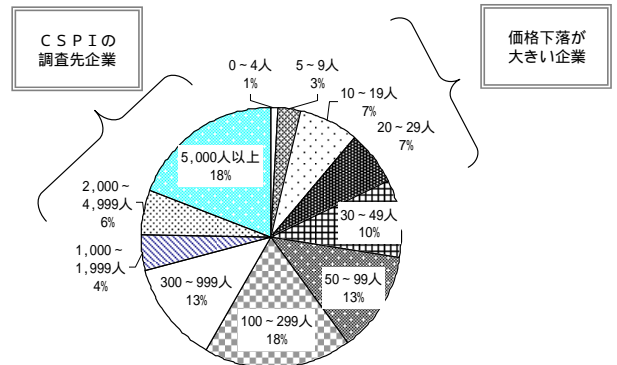 ＣＳＰＩの
調査先企業
価格下落が
大きい企業
0～4人
1%
5～9人
3%
10～19人
7%
20～29人
7%
30～49人
10%
50～99人
13%
100～299人
18%
300～999人
13%
1,000～
1,999人
4%
2,000～
4,999人
6%
5,000人以上
18%